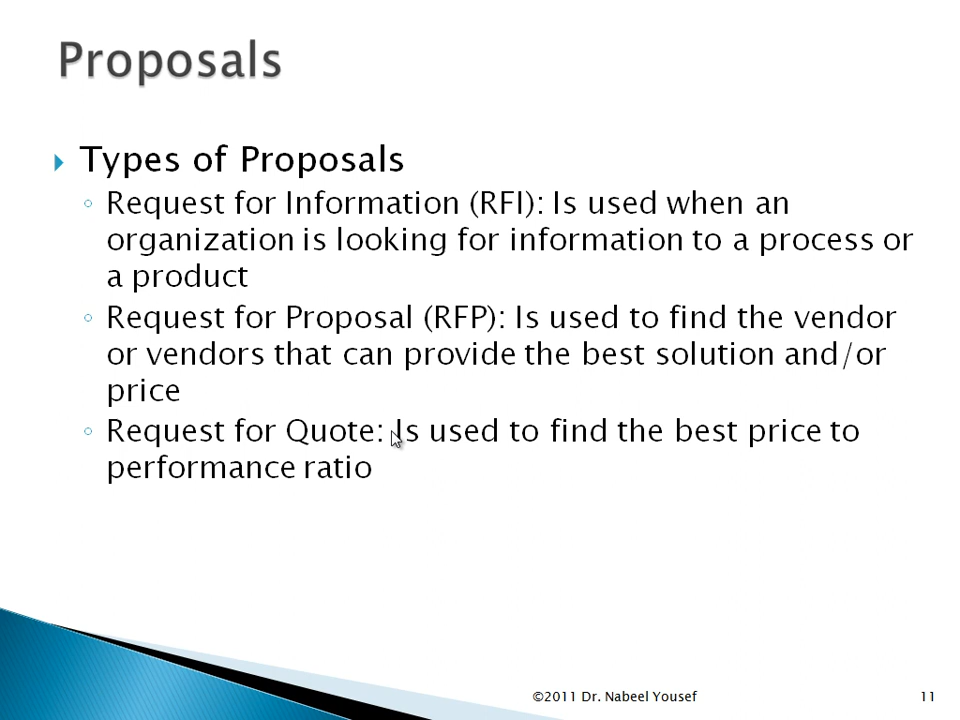 Proposals
Types of Proposals
Request for Information (RFI): Is used when an
organization is looking for information to a process or
a product
Request for Proposal (RFP): Is used to find the vendor
or vendors that can provide the best solution and/or
price
Request for Quote: Is used to find the best price to
performance ratio
©2011 Dr. Nabeel Yousef
11